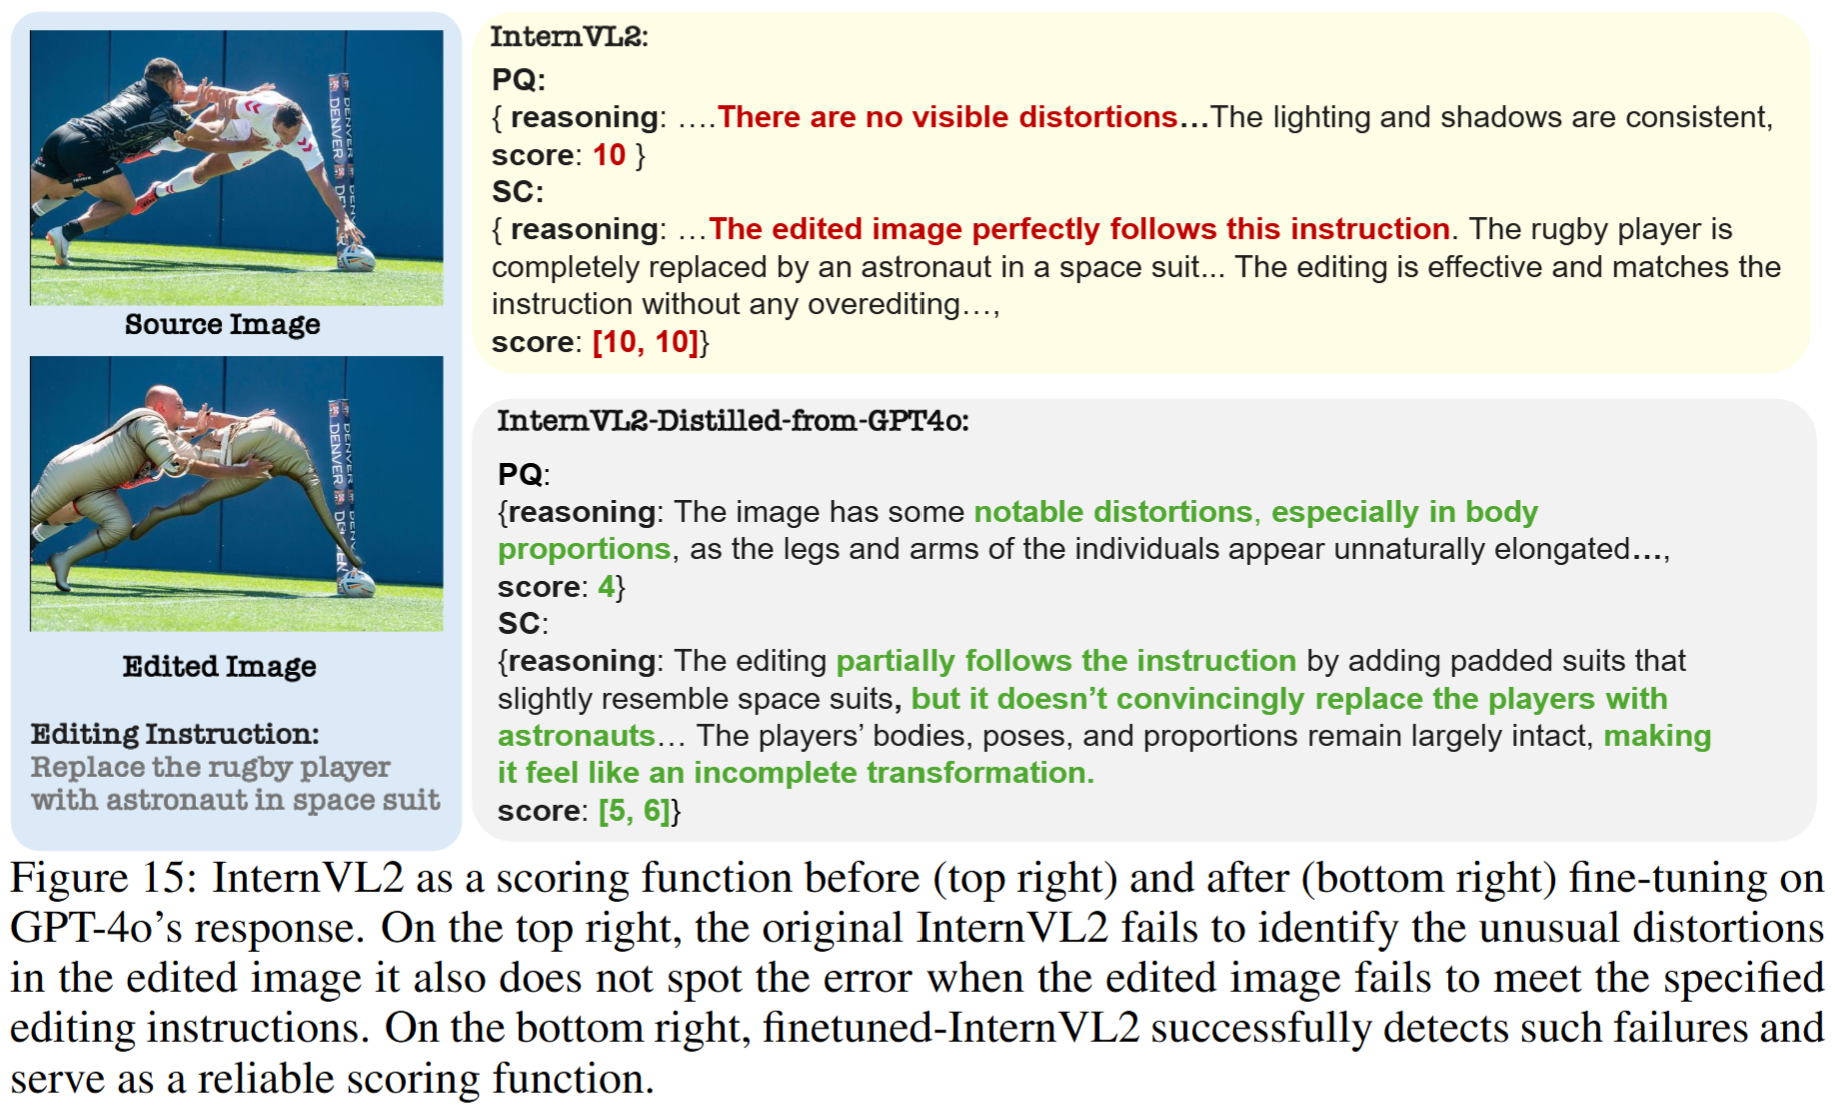 DENVER
DENVER
Source Image
DENVER
DENVER
Edited Image
Editing Instruction:
Replace the rugby player
with astronaut in space suit
InternVL2:
PQ:
{ reasoning: ….There are no visible distortions…The lighting and shadows are consistent,
score: 10 }
SC:
{ reasoning: …The edited image perfectly follows this instruction. The rugby player is
completely replaced by an astronaut in a space suit... The editing is effective and matches the
instruction without any overediting…,
score: [10, 10]}
InternVL2-Distilled-from-GPT4o:
PQ:
{reasoning: The image has some notable distortions, especially in body
proportions, as the legs and arms of the individuals appear unnaturally elongated…,
score: 4}
SC:
{reasoning: The editing partially follows the instruction by adding padded suits that
slightly resemble space suits, but it doesn’t convincingly replace the players with
astronauts… The players’ bodies, poses, and proportions remain largely intact, making
it feel like an incomplete transformation.
score: [5, 6]}
Figure 15: InternVL2 as a scoring function before (top right) and after (bottom right) fine-tuning on
GPT-4o’s response. On the top right, the original InternVL2 fails to identify the unusual distortions
in the edited image it also does not spot the error when the edited image fails to meet the specified
editing instructions. On the bottom right, finetuned-InternVL2 successfully detects such failures and
serve as a reliable scoring function.